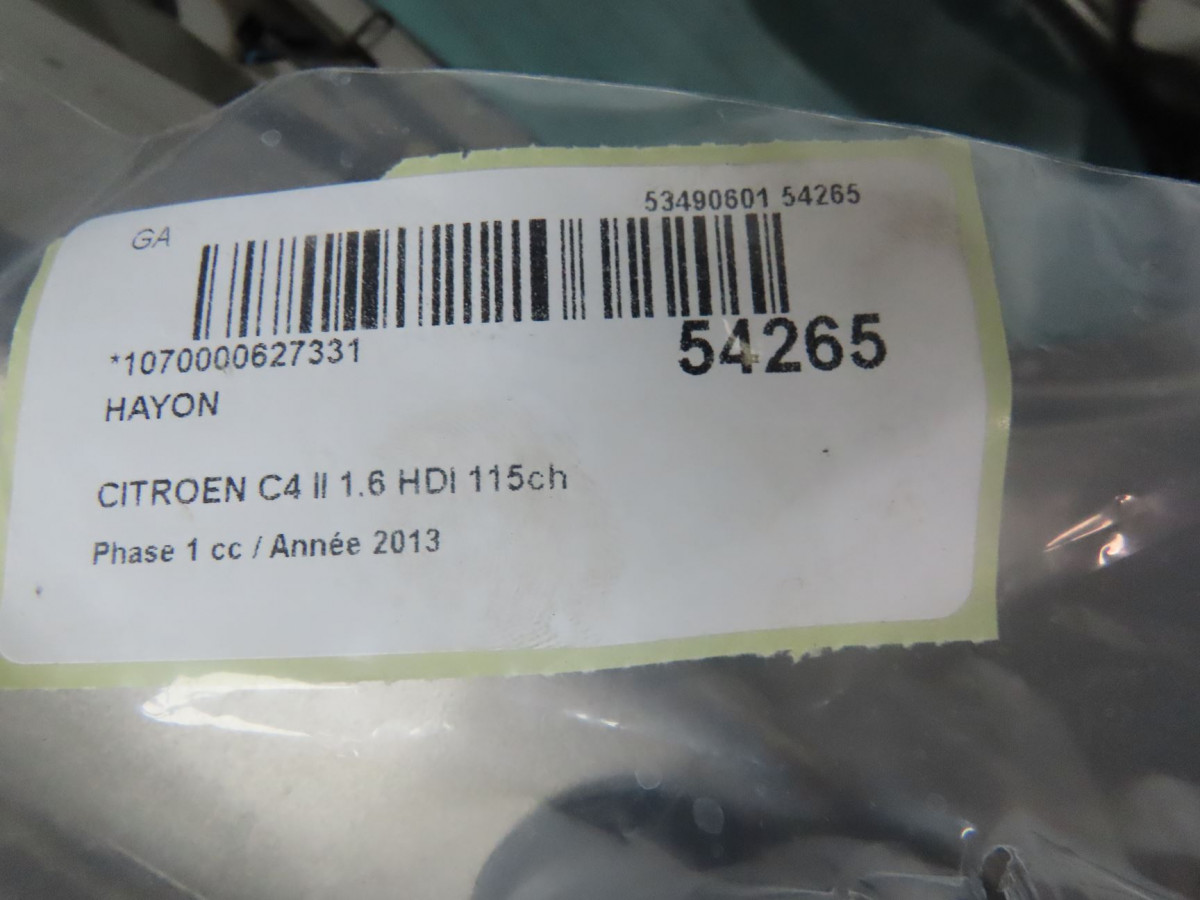 53490601 54265
GA
*1070000627331
54265
HAYON
CITROEN C4 II 1.6 HDI 115ch
Phase 1 cc / Année 2013